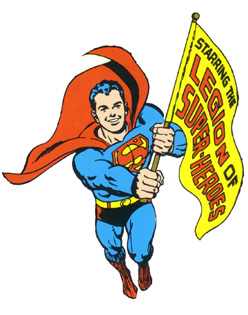 STARRING THE
LEGION OF
SUPER-HEROES
S